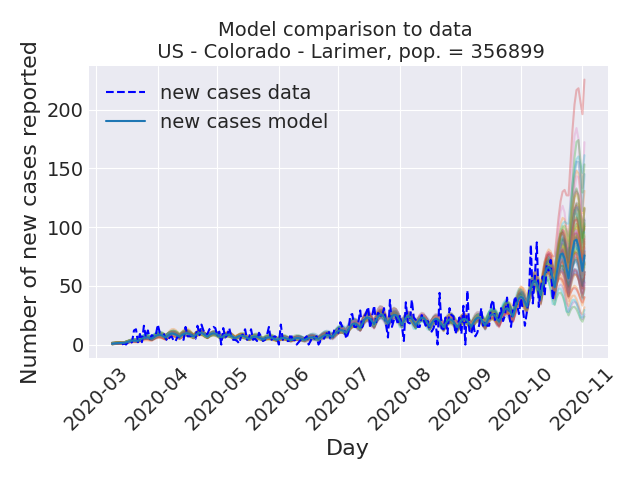 Model comparison to data
US - Colorado - Larimer, pop. = 356899
Number of new cases reported
200
150
100
50
0
new cases data
new cases model
2020-03
2020-04
2020-05
2020-06
2020-07
2020-08
2020-09
2020-10
2020-11
Day